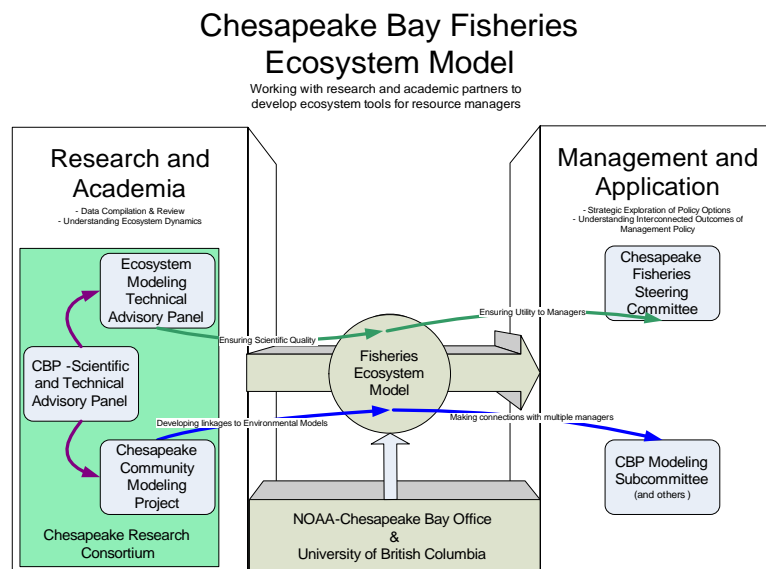 Chesapeake Bay Fisheries
Ecosystem Model
Working with research and academic partners to
develop ecosystem tools for resource managers
Research and
Academia
- Data Compilation & Review
- Understanding Ecosystem Dynamics
Ecosystem
Modeling
Technical
Advisory Panel
CBP -Scientific
and Technical
Advisory Panel
Chesapeake
Community
Modeling
Project
Chesapeake Research
Consortium
Ensuring Scientific Quality
Developing linkages to Environmental Models
Fisheries
Ecosystem
Model
Ensuring Utility to Managers
Making connections with multiple managers
NOAA-Chesapeake Bay Office
&
University of British Columbia
Management and
Application
- Strategic Exploration of Policy Options
- Understanding Interconnected Outcomes of
Management Policy
Chesapeake
Fisheries
Steering
Committee
CBP Modeling
Subcommittee
(and others )